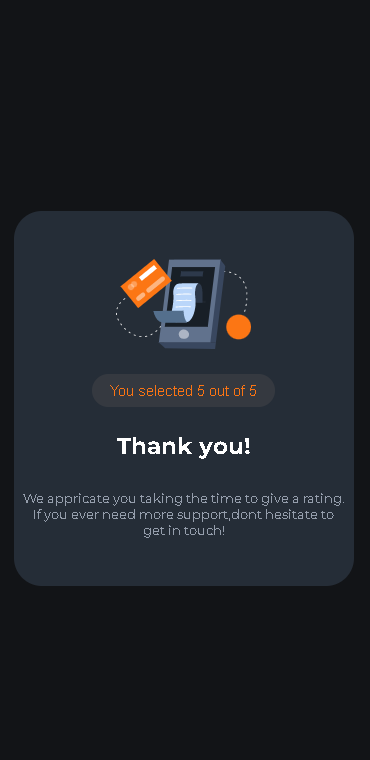 You selected 5 out of 5
Thank you!
We appricate you taking the time to give a rating.
If you ever need more support,dont hesitate to
get in touch!